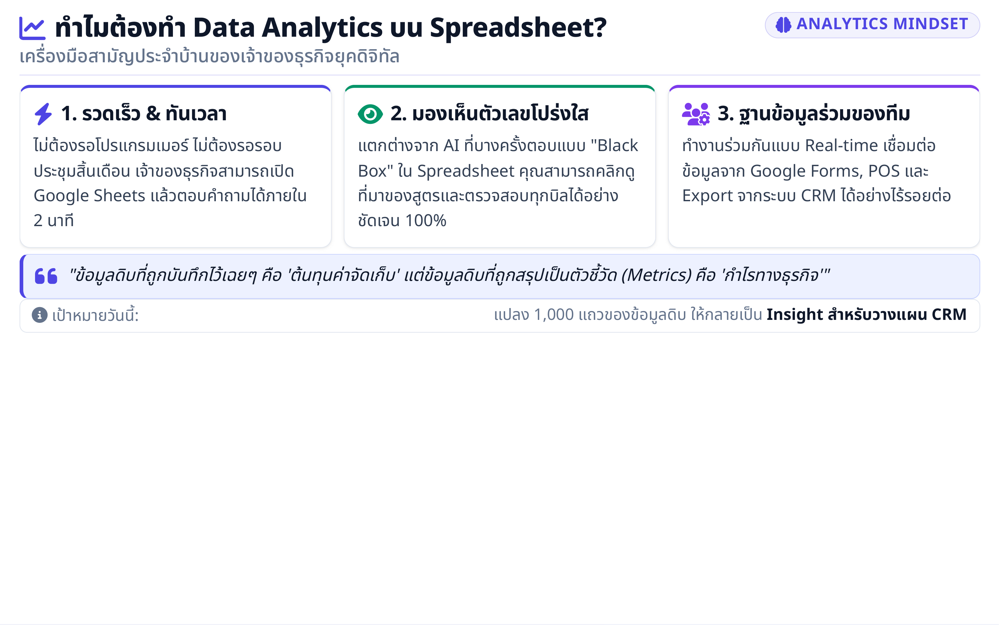 ทำไมต้องทำ Data Analytics บน Spreadsheet?
ANALYTICS MINDSET
เครื่องมือสามัญประจำบ้านของเจ้าของธุรกิจยุคดิจิทัล
1. รวดเร็ว & ทันเวลา
ไม่ต้องรอโปรแกรมเมอร์ ไม่ต้องรอรอบ
ประชุมสิ้นเดือน เจ้าของธุรกิจสามารถเปิด
Google Sheets แล้วตอบคำถามได้ภายใน
2 นาที
2. มองเห็นตัวเลขโปร่งใส
แตกต่างจาก AI ที่บางครั้งตอบแบบ "Black
Box" ใน Spreadsheet คุณสามารถคลิกดู
ที่มาของสูตรและตรวจสอบทุกบิลได้อย่าง
ชัดเจน 100%
3. ฐานข้อมูลร่วมของทีม
ทำงานร่วมกันแบบ Real-time เชื่อมต่อ
ข้อมูลจาก Google Forms, POS และ
Export จากระบบ CRM ได้อย่างไร้รอยต่อ
"ข้อมูลดิบที่ถูกบันทึกไว้เฉยๆ คือ 'ต้นทุนค่าจัดเก็บ' แต่ข้อมูลดิบที่ถูกสรุปเป็นตัวชี้วัด (Metrics) คือ 'กำไรทางธุรกิจ'"
เป้าหมายวันนี้:
แปลง 1,000 แถวของข้อมูลดิบ ให้กลายเป็น Insight สำหรับวางแผน CRM